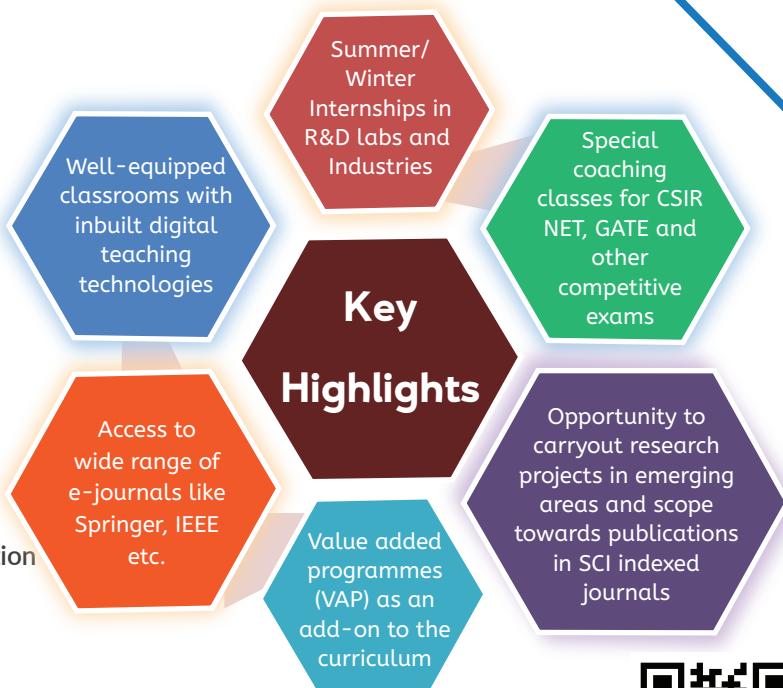 Summer/
Winter
Internships in
R&D labs and
Industries
Well-equipped
classrooms with
inbuilt digital
teaching
technologies
Special
coaching
classes for CSIR
NET, GATE and
other
competitive
exams
Key
Highlights
Access to
wide range of
e-journals like
Springer, IEEE
etc.
Opportunity to
carryout research
projects in emerging
areas and scope
towards publications
in SCI indexed
journals
Value added
programmes
(VAP) as an
add-on to the
curriculum